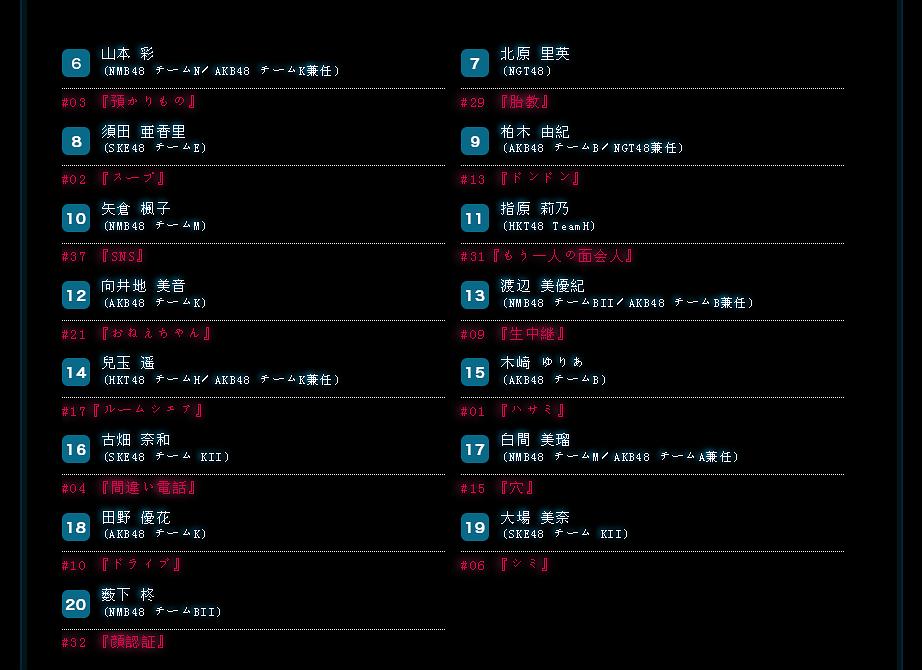 6
山本 彩
(NMB48 チームN/AKB48 チームK兼任)
#03 『預かりもの』
7
北原 里英
(NGT48)
#29 『胎教』
8
須田 亜香里
(SKE48 チームE)
#02 『スープ』
9
柏木 由紀
(AKB48 チームB/NGT48兼任)
#13 『ドンドン』
10
矢倉 楓子
(NMB48 チームM)
#37 『SNS』
11
指原 莉乃
(HKT48 TeamH)
#31『もう一人の面会人』
12
向井地 美音
(AKB48 チームK)
#21 『おねぇちゃん』
13
渡辺 美優紀
(NMB48 チームBII/AKB48 チームB兼任)
#09 『生中継』
14
兒玉 遥
(HKT48 チームH/AKB48 チームK兼任)
#17『ルームシェア』
15
木﨑 ゆりあ
(AKB48 チームB)
#01 『ハサミ』
16
古畑 奈和
(SKE48 チーム KII)
#04 『間違い電話』
17
白間 美瑠
(NMB48 チームM/AKB48 チームA兼任)
#15 『穴』
18
田野 優花
(AKB48 チームK)
#10 『ドライブ』
19
大場 美奈
(SKE48 チーム KII)
#06 『シミ』
20
薮下 柊
(NMB48 チームBII)
#32 『顔認証』